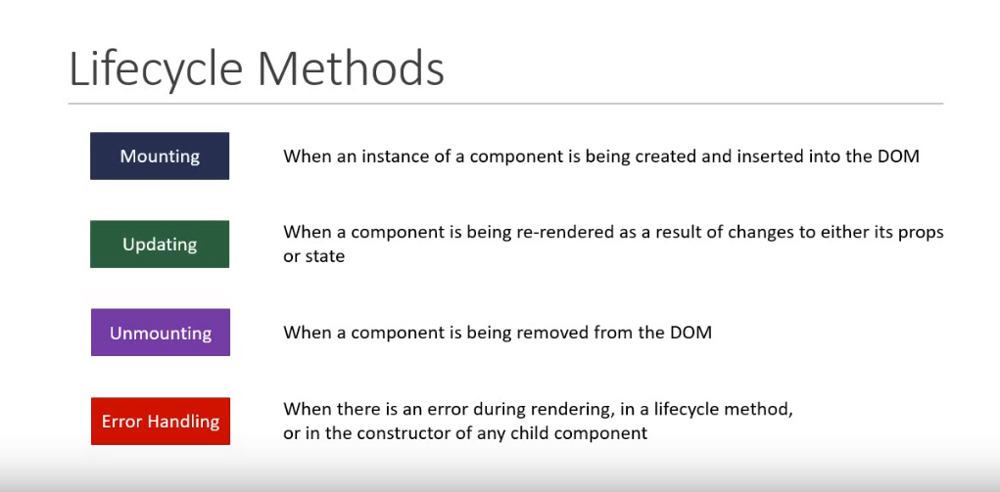 Lifecycle Methods
Mounting
When an instance of a component is being created and inserted into the DOM
Updating
When a component is being re-rendered as a result of changes to either its props
or state
Unmounting
When a component is being removed from the DOM
Error Handling
When there is an error during rendering, in a lifecycle method,
or in the constructor of any child component